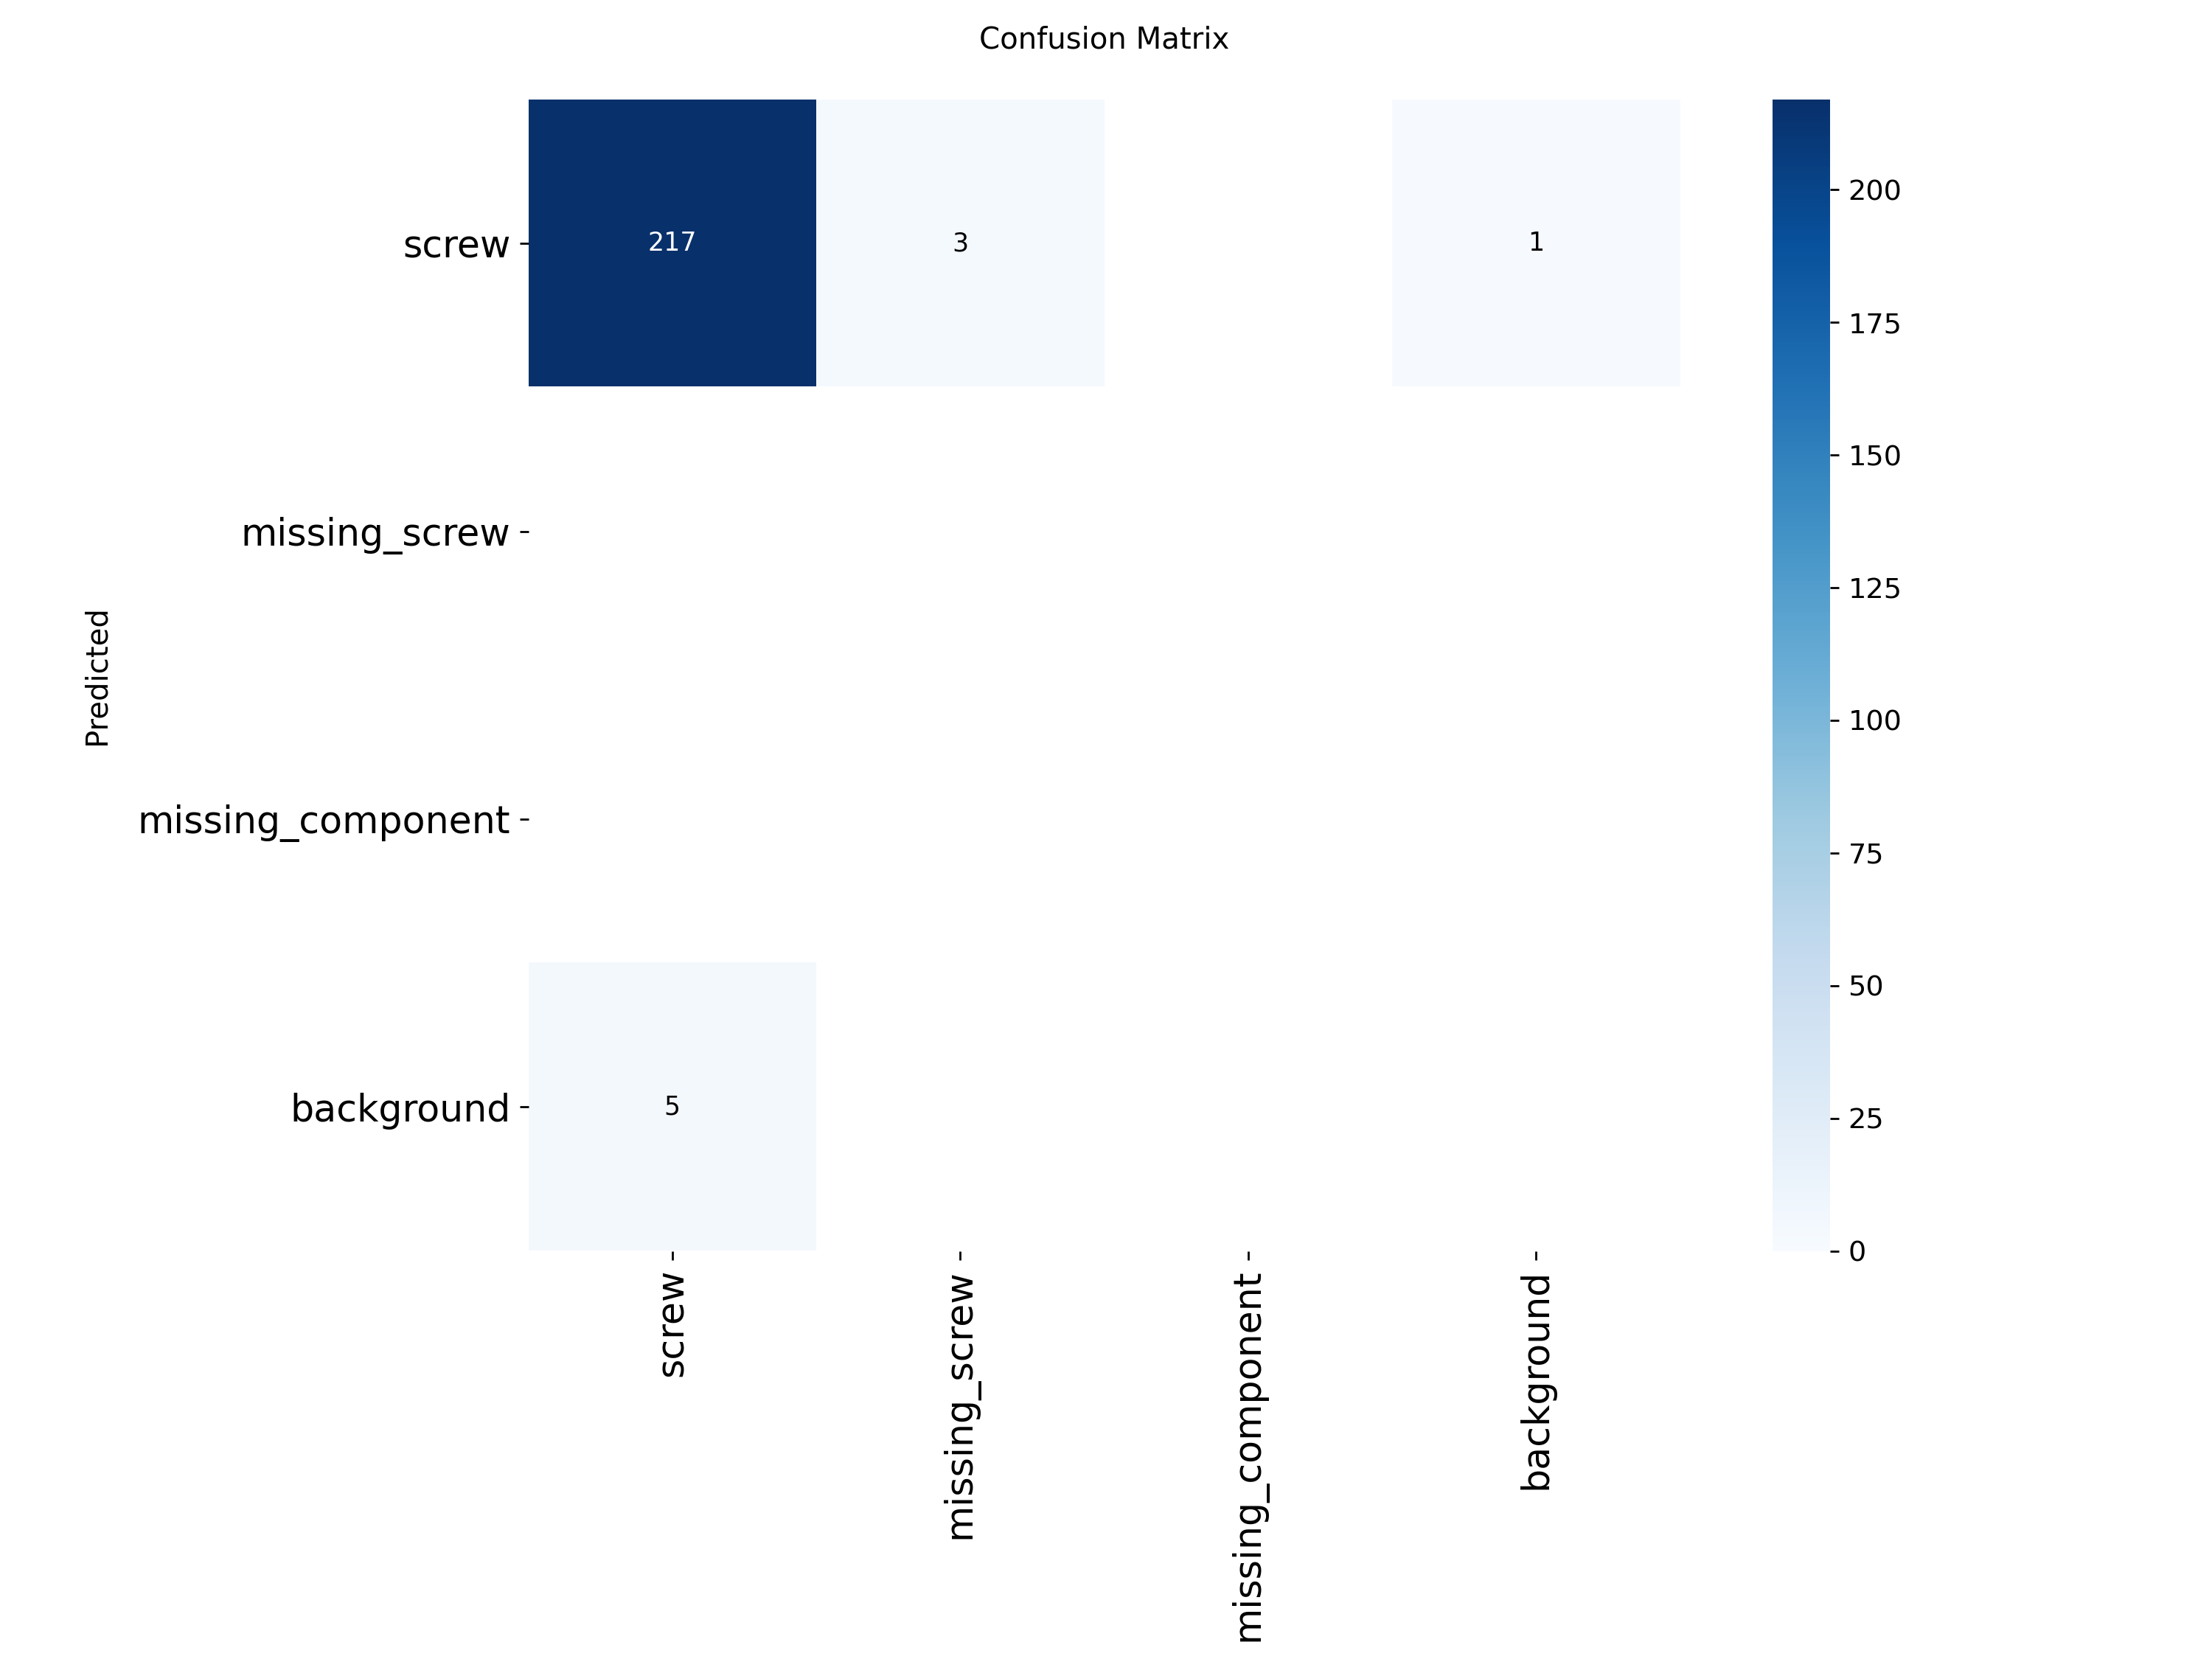 Confusion Matrix
Predicted
screw
missing_screw
missing_component
background
217
3
1
5
screw
missing_screw
missing_component
background
200
175
150
125
100
75
50
25
0